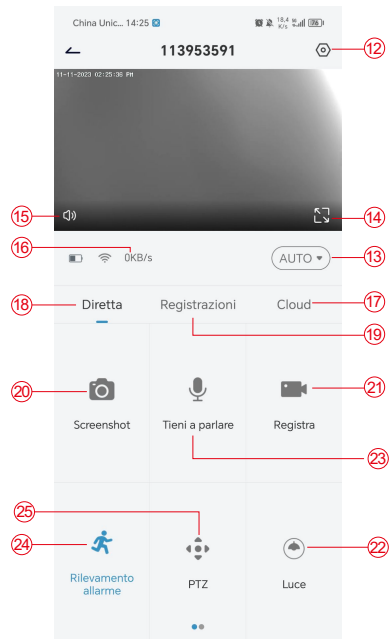 China Unic... 14:25
18,4 K/s
113953591
12
11-11-2023 02:25:36 PM
15
14
16
0KB/s
AUTO
13
18
Diretta
Registrazioni
Cloud
17
19
20
21
Screenshot
Tieni a parlare
Registra
23
25
24
22
Rilevamento
allarme
PTZ
Luce